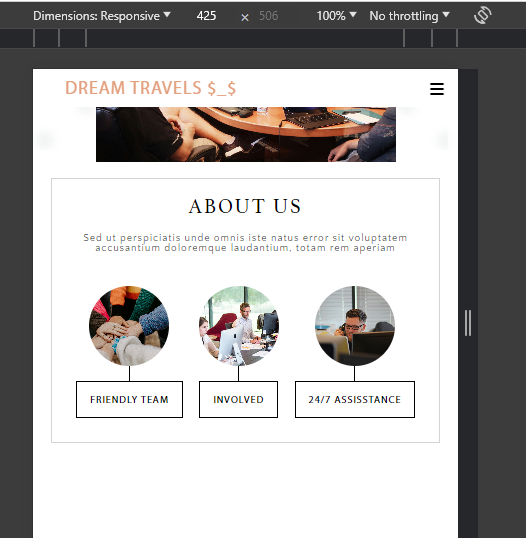 Dimensions: Responsive 425 × 506 100% No throttling
DREAM TRAVELS $_$
ABOUT US
Sed ut perspiciatis unde omnis iste natus error sit voluptatem
accusantium doloremque laudantium, totam rem aperiam
FRIENDLY TEAM INVOLVED 24/7 ASSISSTANCE